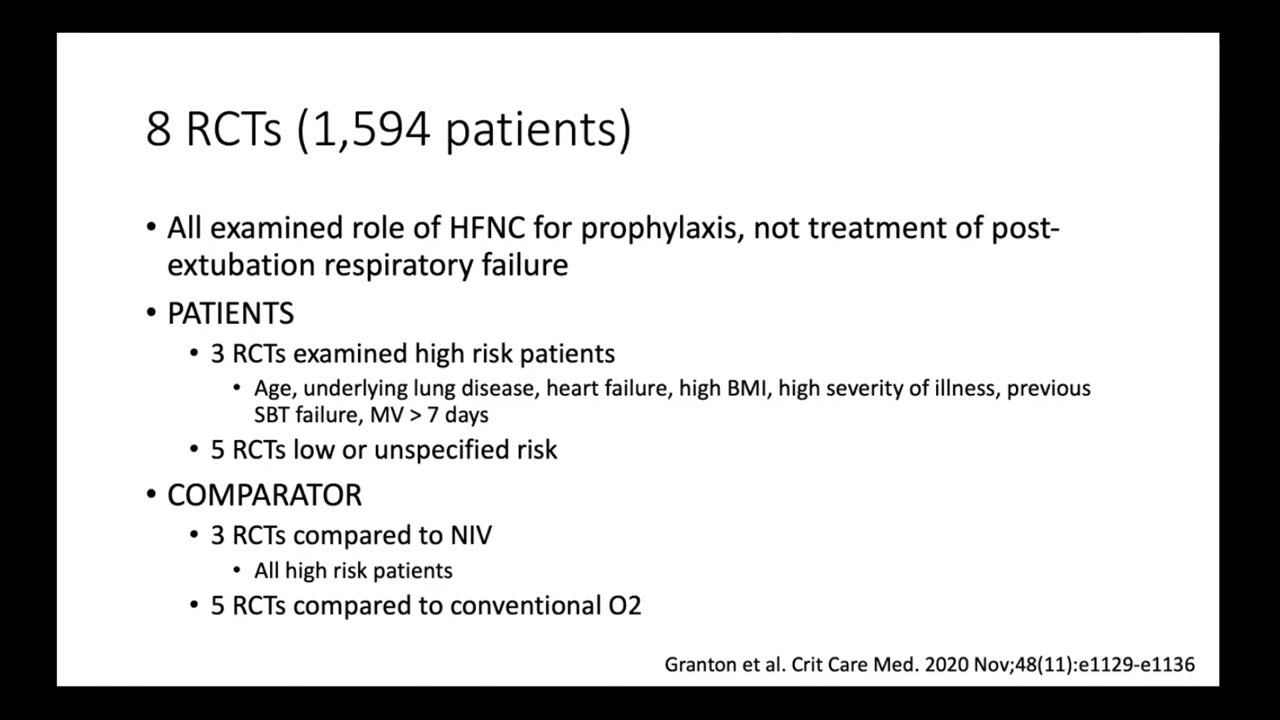 8 RCTs (1,594 patients)
• All examined role of HFNC for prophylaxis, not treatment of post-
extubation respiratory failure
• PATIENTS
• 3 RCTs examined high risk patients
• Age, underlying lung disease, heart failure, high BMI, high severity of illness, previous
SBT failure, MV > 7 days
• 5 RCTs low or unspecified risk
• COMPARATOR
• 3 RCTs compared to NIV
• All high risk patients
• 5 RCTs compared to conventional O2
Granton et al. Crit Care Med. 2020 Nov;48(11):e1129-e1136